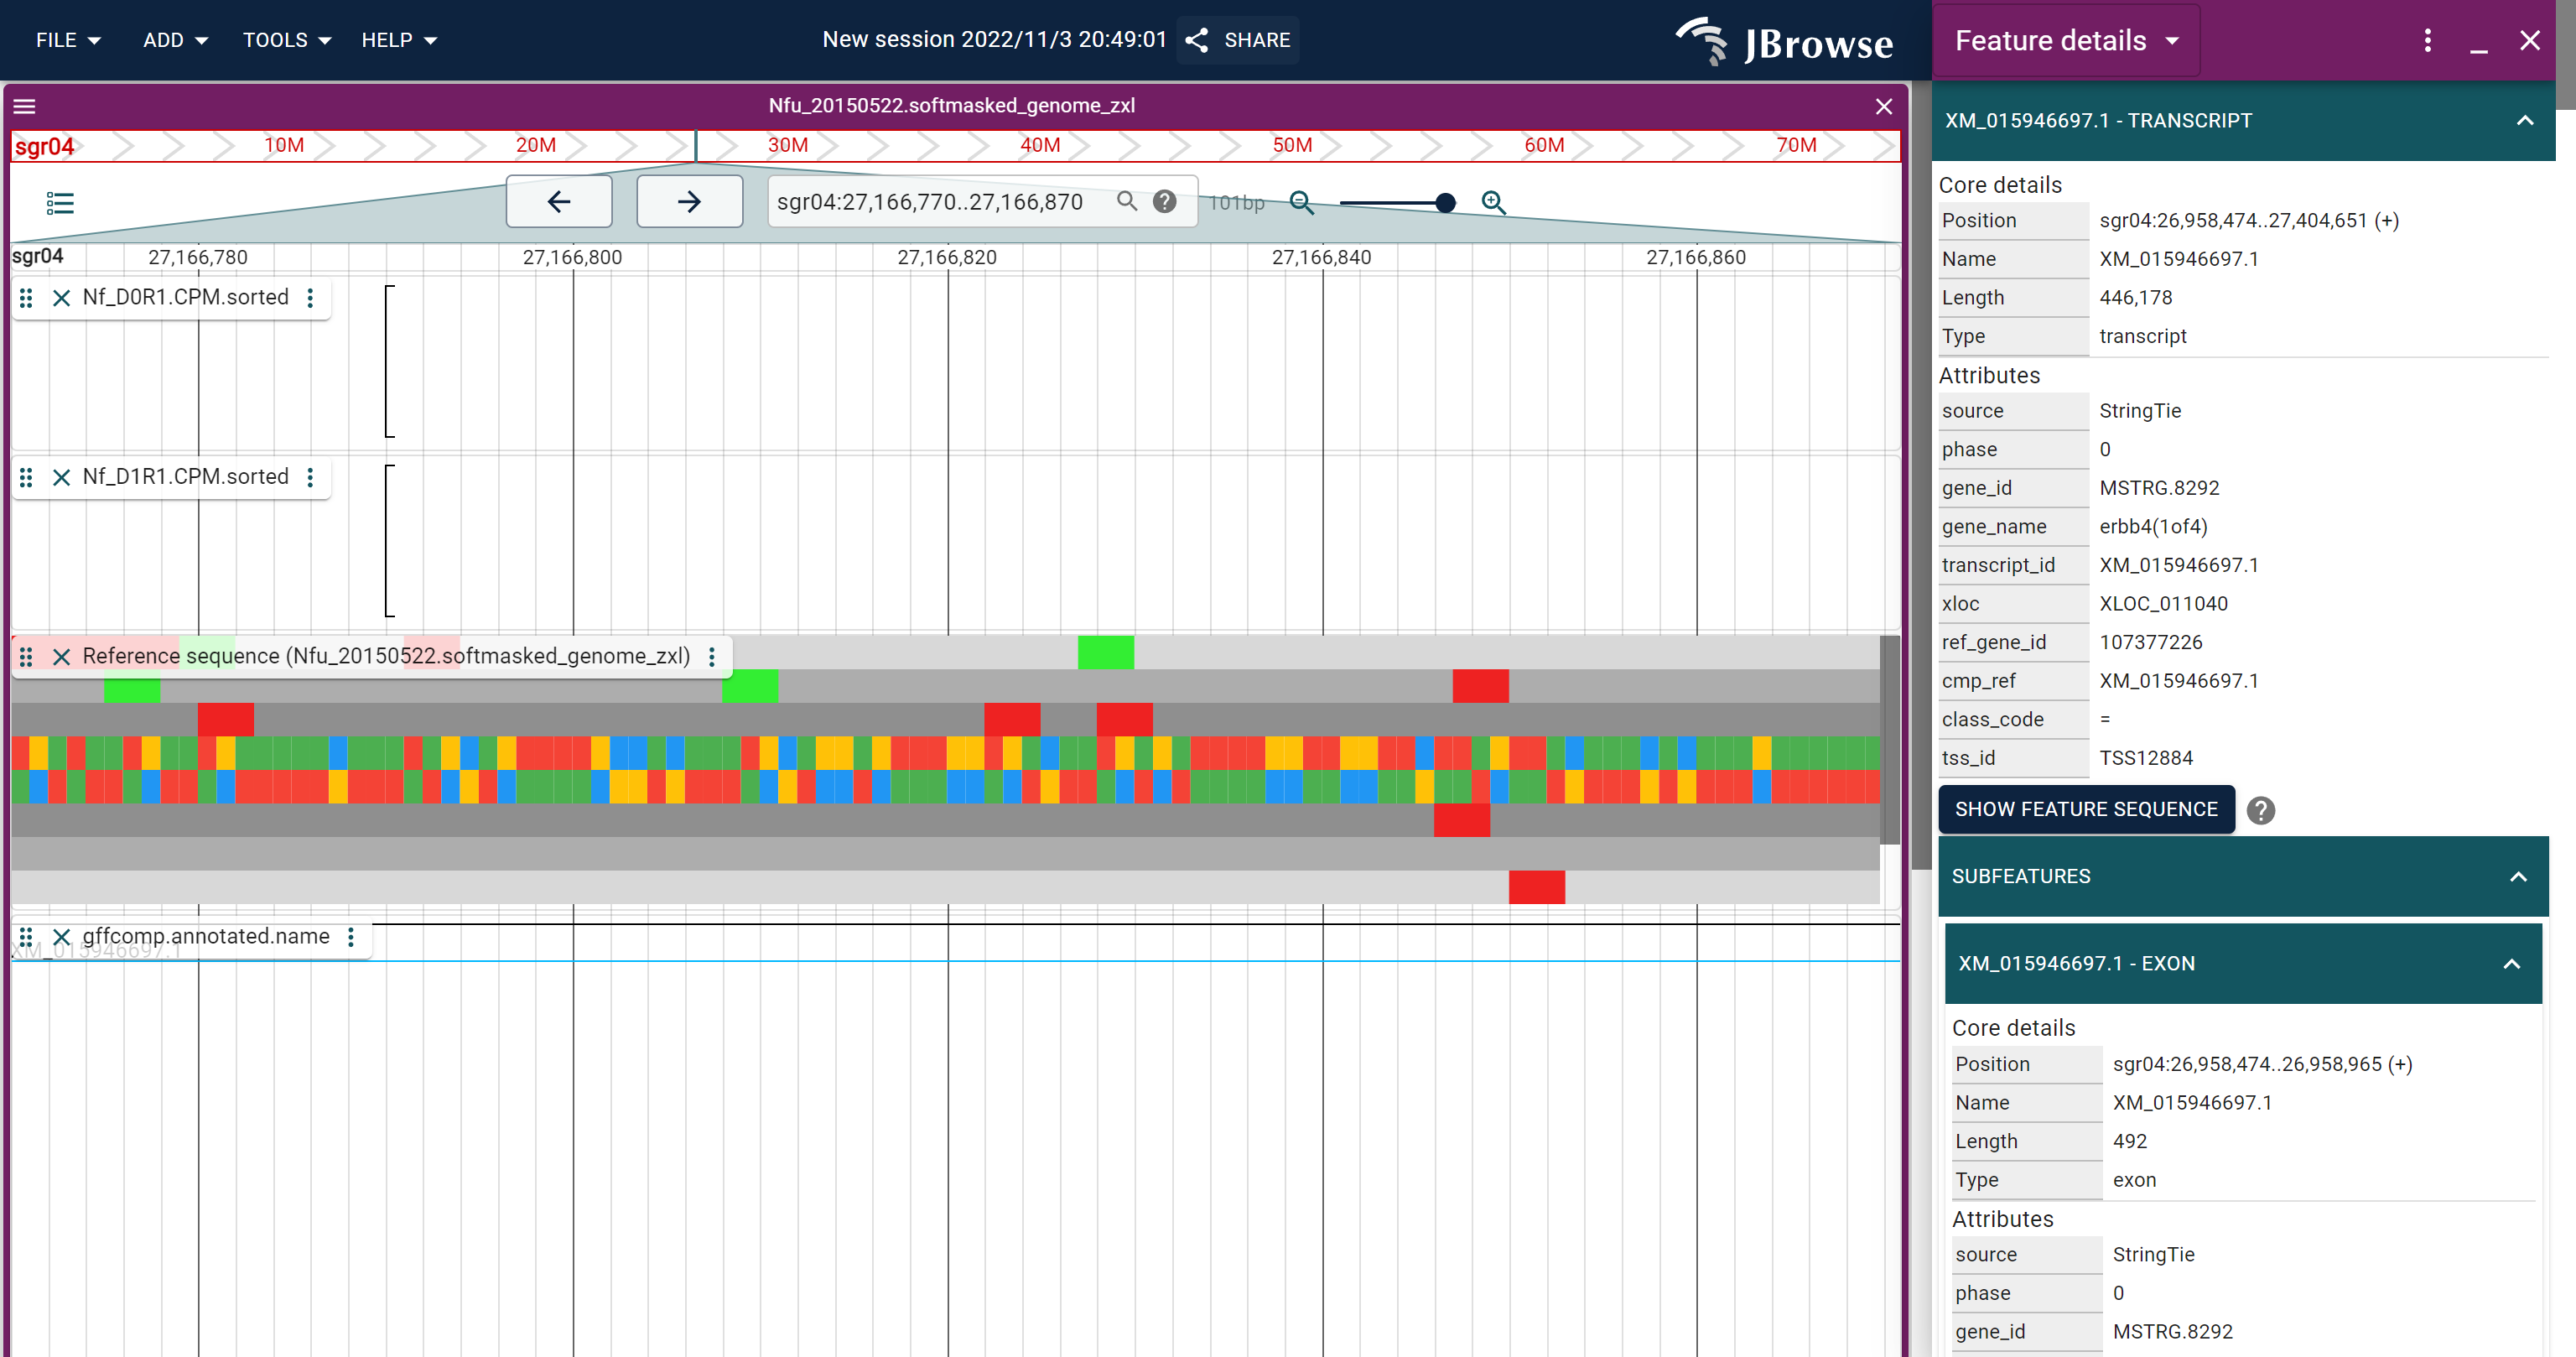 FILE ADD TOOLS HELP New session 2022/11/3 20:49:01 SHARE JBrowse
Nfu_20150522.softmasked_genome_zxl
sgr04 10M 20M 30M 40M 50M 60M 70M
sgr04:27,166,770..27,166,870 101bp
sgr04 27,166,780 27,166,800 27,166,820 27,166,840 27,166,860
Nf_D0R1.CPM.sorted
Nf_D1R1.CPM.sorted
Reference sequence (Nfu_20150522.softmasked_genome_zxl)
gffcomp.annotated.name
XM_015946697.1
Feature details
XM_015946697.1 - TRANSCRIPT
Core details
Position sgr04:26,958,474..27,404,651 (+)
Name XM_015946697.1
Length 446,178
Type transcript
Attributes
source StringTie
phase 0
gene_id MSTRG.8292
gene_name erbb4(1of4)
transcript_id XM_015946697.1
xloc XLOC_011040
ref_gene_id 107377226
cmp_ref XM_015946697.1
class_code =
tss_id TSS12884
SHOW FEATURE SEQUENCE
SUBFEATURES
XM_015946697.1 - EXON
Core details
Position sgr04:26,958,474..26,958,965 (+)
Name XM_015946697.1
Length 492
Type exon
Attributes
source StringTie
phase 0
gene_id MSTRG.8292